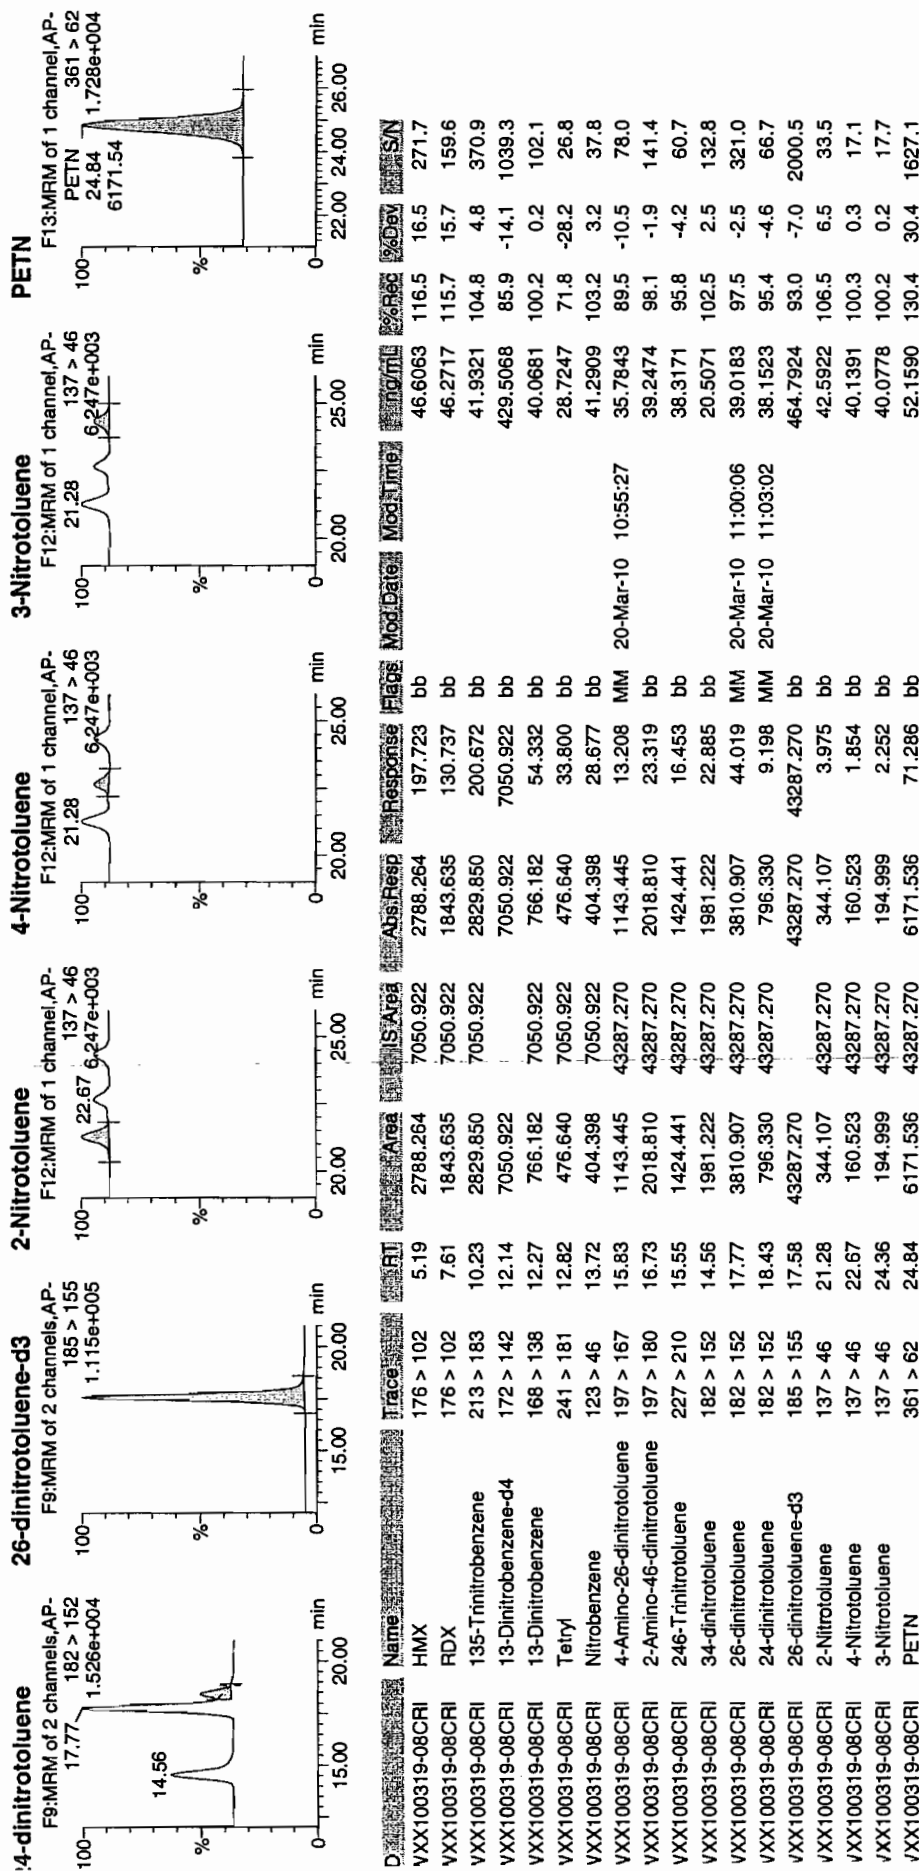 24-dinitrotoluene
F9:MRM of 2 channels,AP-
182 > 152
1.526e+004
17.77
14.56
100
%
0
15.00 20.00 min
26-dinitrotoluene-d3
F9:MRM of 2 channels,AP-
185 > 155
1.115e+005
100
%
0
15.00 20.00 min
2-Nitrotoluene
F12:MRM of 1 channel,AP-
137 > 46
6.247e+003
22.67
100
%
0
20.00 25.00 min
4-Nitrotoluene
F12:MRM of 1 channel,AP-
137 > 46
6.247e+003
21.28
100
%
0
20.00 25.00 min
3-Nitrotoluene
F12:MRM of 1 channel,AP-
137 > 46
6.247e+003
21.28
100
%
0
20.00 25.00 min
PETN
F13:MRM of 1 channel,AP-
361 > 62
1.728e+004
PETN
24.84
6171.54
100
%
0
22.00 24.00 26.00 min
D Name Trace RT Area IS Area Abs.Resp Response Flags Mod.Date Mod.Time ng/mL %Rec %Dev S/N
VXX100319-08CRI HMX 176 > 102 5.19 2788.264 7050.922 2788.264 197.723 bb 46.6063 116.5 16.5 271.7
VXX100319-08CRI RDX 176 > 102 7.61 1843.635 7050.922 1843.635 130.737 bb 46.2717 115.7 15.7 159.6
VXX100319-08CRI 135-Trinitrobenzene 213 > 183 10.23 2829.850 7050.922 2829.850 200.672 bb 41.9321 104.8 4.8 370.9
VXX100319-08CRI 13-Dinitrobenzene-d4 172 > 142 12.14 7050.922 7050.922 7050.922 bb 429.5068 85.9 -14.1 1039.3
VXX100319-08CRI 13-Dinitrobenzene 168 > 138 12.27 766.182 7050.922 766.182 54.332 bb 40.0681 100.2 0.2 102.1
VXX100319-08CRI Tetryl 241 > 181 12.82 476.640 7050.922 476.640 33.800 bb 28.7247 71.8 -28.2 26.8
VXX100319-08CRI Nitrobenzene 123 > 46 13.72 404.398 7050.922 404.398 28.677 bb 41.2909 103.2 3.2 37.8
VXX100319-08CRI 4-Amino-26-dinitrotoluene 197 > 167 15.83 1143.445 43287.270 1143.445 13.208 MM 20-Mar-10 10:55:27 35.7843 89.5 -10.5 78.0
VXX100319-08CRI 2-Amino-46-dinitrotoluene 197 > 180 16.73 2018.810 43287.270 2018.810 23.319 bb 39.2474 98.1 -1.9 141.4
VXX100319-08CRI 246-Trinitrotoluene 227 > 210 15.55 1424.441 43287.270 1424.441 16.453 bb 38.3171 95.8 -4.2 60.7
VXX100319-08CRI 34-dinitrotoluene 182 > 152 14.56 1981.222 43287.270 1981.222 22.885 bb 20.5071 102.5 2.5 132.8
VXX100319-08CRI 26-dinitrotoluene 182 > 152 17.77 3810.907 43287.270 3810.907 44.019 MM 20-Mar-10 11:00:06 39.0183 97.5 -2.5 321.0
VXX100319-08CRI 24-dinitrotoluene 182 > 152 18.43 796.330 43287.270 796.330 9.198 MM 20-Mar-10 11:03:02 38.1523 95.4 -4.6 66.7
VXX100319-08CRI 26-dinitrotoluene-d3 185 > 155 17.58 43287.270 43287.270 43287.270 bb 464.7924 93.0 -7.0 2000.5
VXX100319-08CRI 2-Nitrotoluene 137 > 46 21.28 344.107 43287.270 344.107 3.975 bb 42.5922 106.5 6.5 33.5
VXX100319-08CRI 4-Nitrotoluene 137 > 46 22.67 160.523 43287.270 160.523 1.854 bb 40.1391 100.3 0.3 17.1
VXX100319-08CRI 3-Nitrotoluene 137 > 46 24.36 194.999 43287.270 194.999 2.252 bb 40.0778 100.2 0.2 17.7
VXX100319-08CRI PETN 361 > 62 24.84 6171.536 43287.270 6171.536 71.286 bb 52.1590 130.4 30.4 1627.1